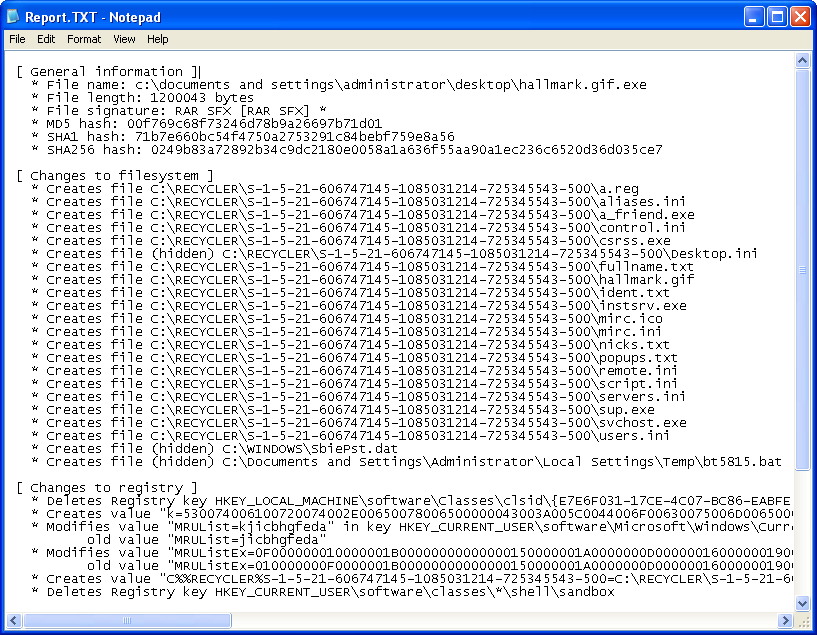 Report.TXT - Notepad
File Edit Format View Help
[ General information ]
* File name: c:\documents and settings\administrator\desktop\hallmark.gif.exe
* File length: 1200043 bytes
* File signature: RAR SFX [RAR SFX] *
* MD5 hash: 00f769c68f73246d78b9a26697b71d01
* SHA1 hash: 71b7e660bc54f4750a2753291c84bebf759e8a56
* SHA256 hash: 0249b83a72892b34c9dc2180e0058a1a636f55aa90a1ec236c6520d36d035ce7
[ Changes to filesystem ]
* Creates file C:\RECYCLER\S-1-5-21-606747145-1085031214-725345543-500\a.reg
* Creates file C:\RECYCLER\S-1-5-21-606747145-1085031214-725345543-500\aliases.ini
* Creates file C:\RECYCLER\S-1-5-21-606747145-1085031214-725345543-500\a_friend.exe
* Creates file C:\RECYCLER\S-1-5-21-606747145-1085031214-725345543-500\control.ini
* Creates file C:\RECYCLER\S-1-5-21-606747145-1085031214-725345543-500\csrss.exe
* Creates file (hidden) C:\RECYCLER\S-1-5-21-606747145-1085031214-725345543-500\Desktop.ini
* Creates file C:\RECYCLER\S-1-5-21-606747145-1085031214-725345543-500\fullname.txt
* Creates file C:\RECYCLER\S-1-5-21-606747145-1085031214-725345543-500\hallmark.gif
* Creates file C:\RECYCLER\S-1-5-21-606747145-1085031214-725345543-500\ident.txt
* Creates file C:\RECYCLER\S-1-5-21-606747145-1085031214-725345543-500\instsrv.exe
* Creates file C:\RECYCLER\S-1-5-21-606747145-1085031214-725345543-500\mirc.ico
* Creates file C:\RECYCLER\S-1-5-21-606747145-1085031214-725345543-500\mirc.ini
* Creates file C:\RECYCLER\S-1-5-21-606747145-1085031214-725345543-500\nicks.txt
* Creates file C:\RECYCLER\S-1-5-21-606747145-1085031214-725345543-500\popups.txt
* Creates file C:\RECYCLER\S-1-5-21-606747145-1085031214-725345543-500\remote.ini
* Creates file C:\RECYCLER\S-1-5-21-606747145-1085031214-725345543-500\script.ini
* Creates file C:\RECYCLER\S-1-5-21-606747145-1085031214-725345543-500\servers.ini
* Creates file C:\RECYCLER\S-1-5-21-606747145-1085031214-725345543-500\sup.exe
* Creates file C:\RECYCLER\S-1-5-21-606747145-1085031214-725345543-500\svchost.exe
* Creates file C:\RECYCLER\S-1-5-21-606747145-1085031214-725345543-500\users.ini
* Creates file (hidden) C:\WINDOWS\SbiePst.dat
* Creates file (hidden) C:\Documents and Settings\Administrator\Local Settings\Temp\bt5815.bat
[ Changes to registry ]
* Deletes Registry key HKEY_LOCAL_MACHINE\software\Classes\clsid\{E7E6F031-17CE-4C07-BC86-EABFE
* Creates value "k=530074006100720074002E0065007800650000000043003A005C0044006F00630075006D006500
* Modifies value "MRUList=kjicbhgfeda" in key HKEY_CURRENT_USER\software\Microsoft\Windows\Curr
old value "MRUList=jicbhgfeda"
* Modifies value "MRUListEx=0F000000010000001B00000000000000150000001A0000000D000000160000001900
old value "MRUListEx=010000000F0000001B00000000000000150000001A0000000D000000160000001900
* Creates value "C%%RECYCLER%S-1-5-21-606747145-1085031214-725345543-500=C:\RECYCLER\S-1-5-21-6
* Deletes Registry key HKEY_CURRENT_USER\software\classes\*\shell\sandbox